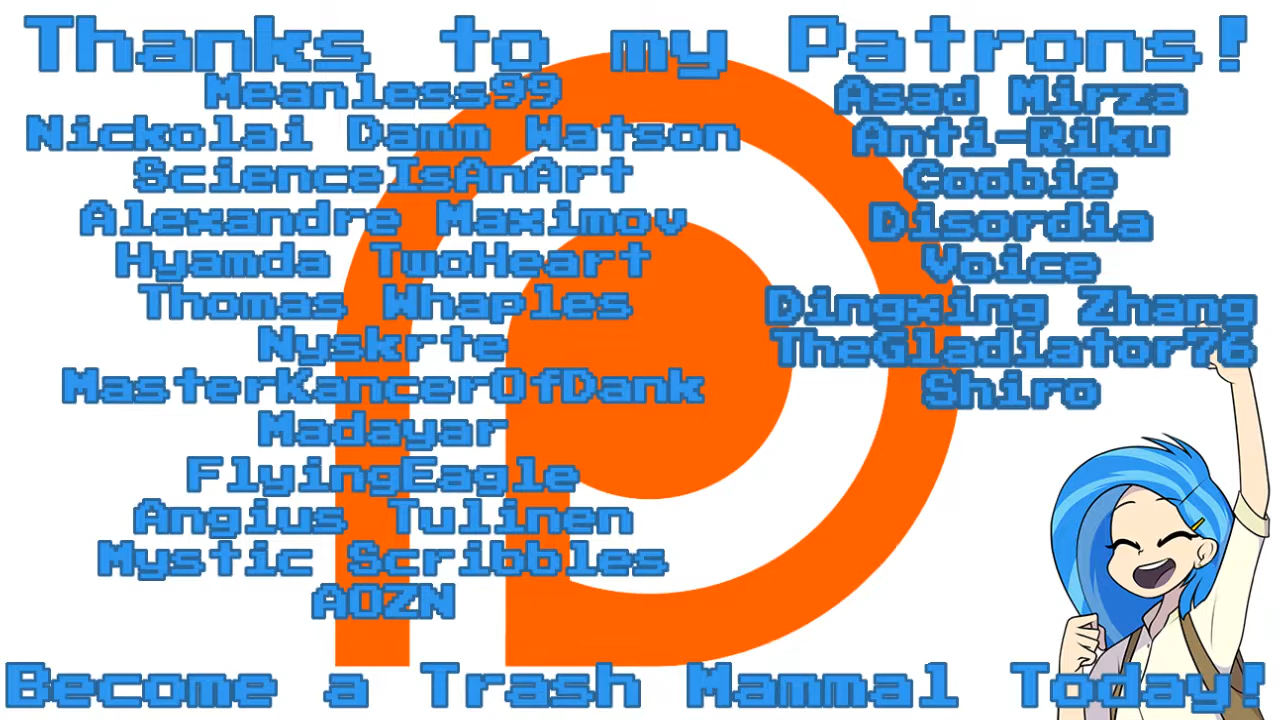 Thanks to my Patrons!
Meanless99
Nickolai Damm Watson
ScienceIsAnArt
Alexandre Maximov
Hyamda TwoHeart
Thomas Whaples
Nyskrte
MasterKancerOfDank
Madayar
FlyingEagle
Angius Tulinen
Mystic Scribbles
AOZN
Asad Mirza
Anti-Riku
Coobie
Disordia
Voice
Dingxing Zhang
TheGladiator76
Shiro
Become a Trash Mammal Today!